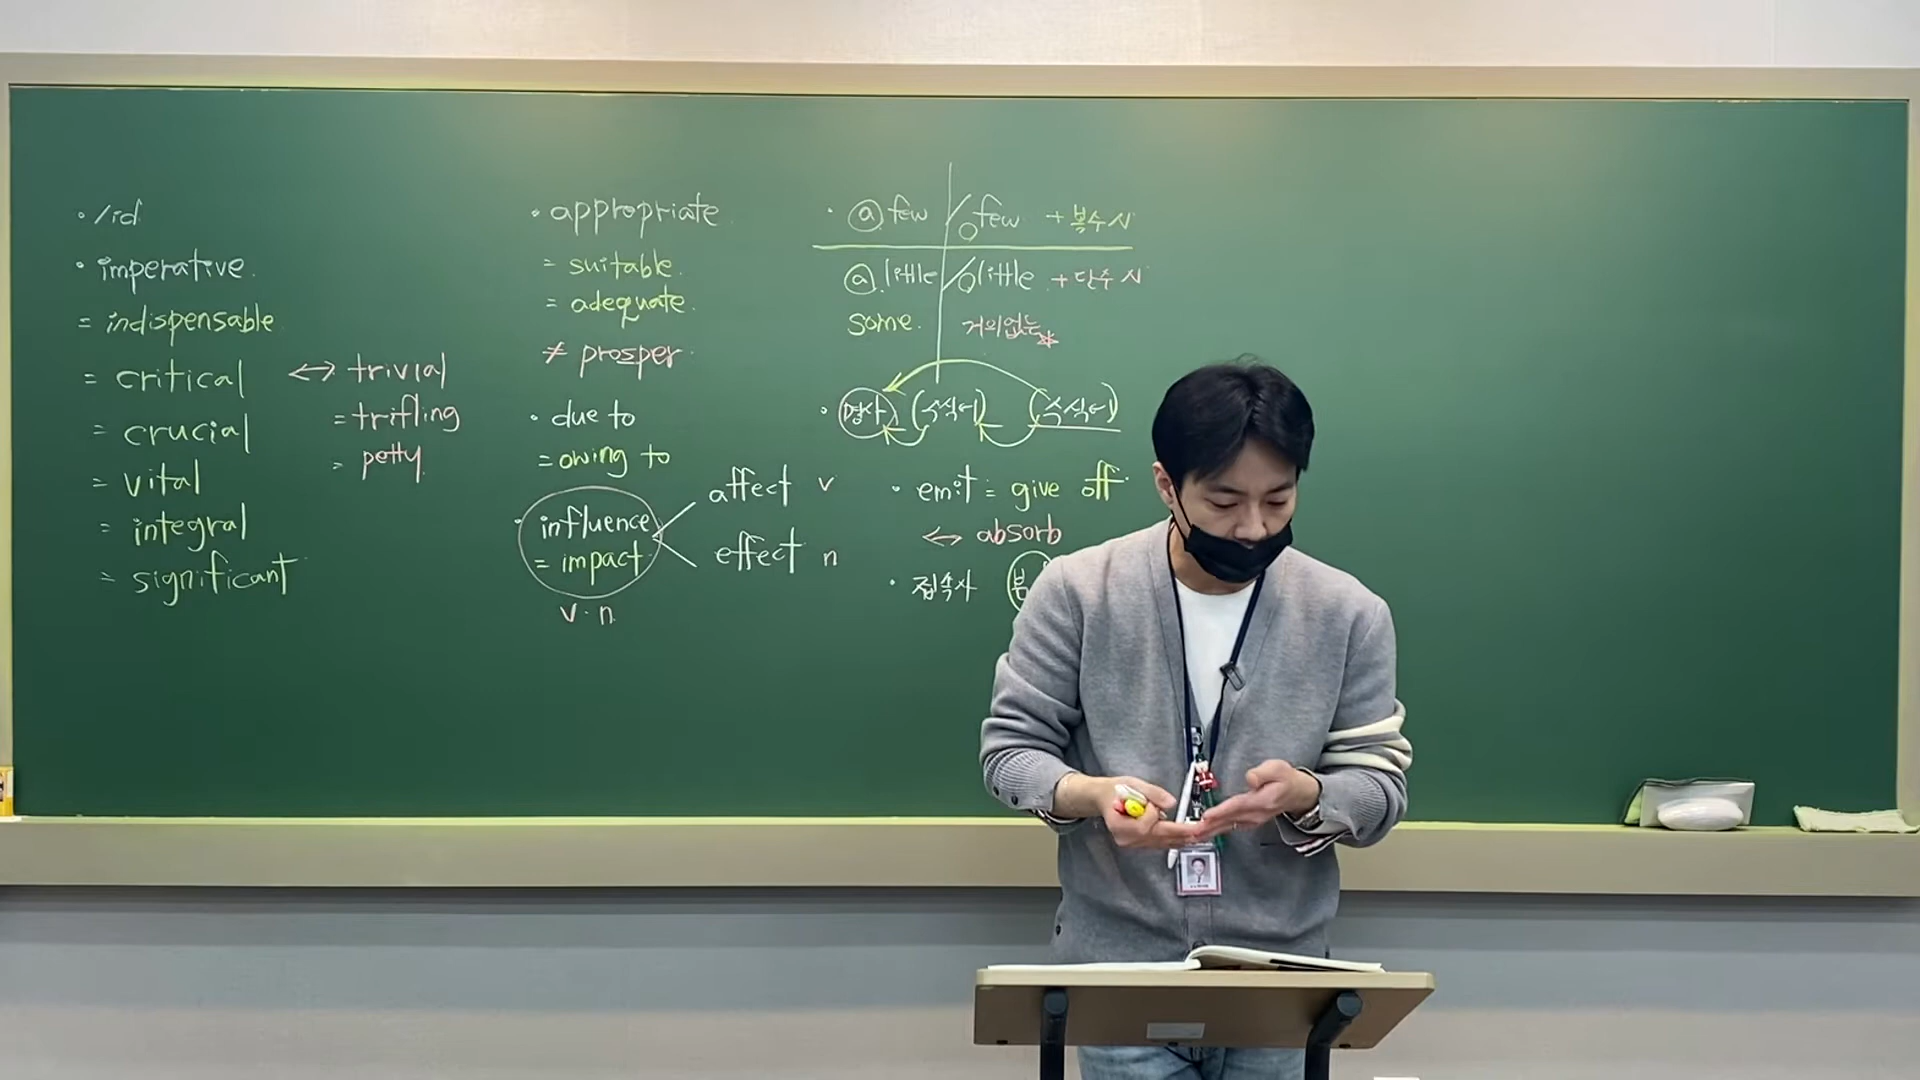 · /id
· imperative.
= indispensable.
= critical ↔ trivial
= trifling
= petty.
= crucial
= vital
= integral
= significant
· appropriate.
= suitable.
= adequate.
≠ prosper.
· due to
= owing to
· influence
= impact.
v · n.
affect v
effect n
· a few / few + 복수 시
a little / little + 단수 시
some. 거의없는
· 명사 (수식어) (수식어)
· emit = give off.
↔ absorb
· 접속사